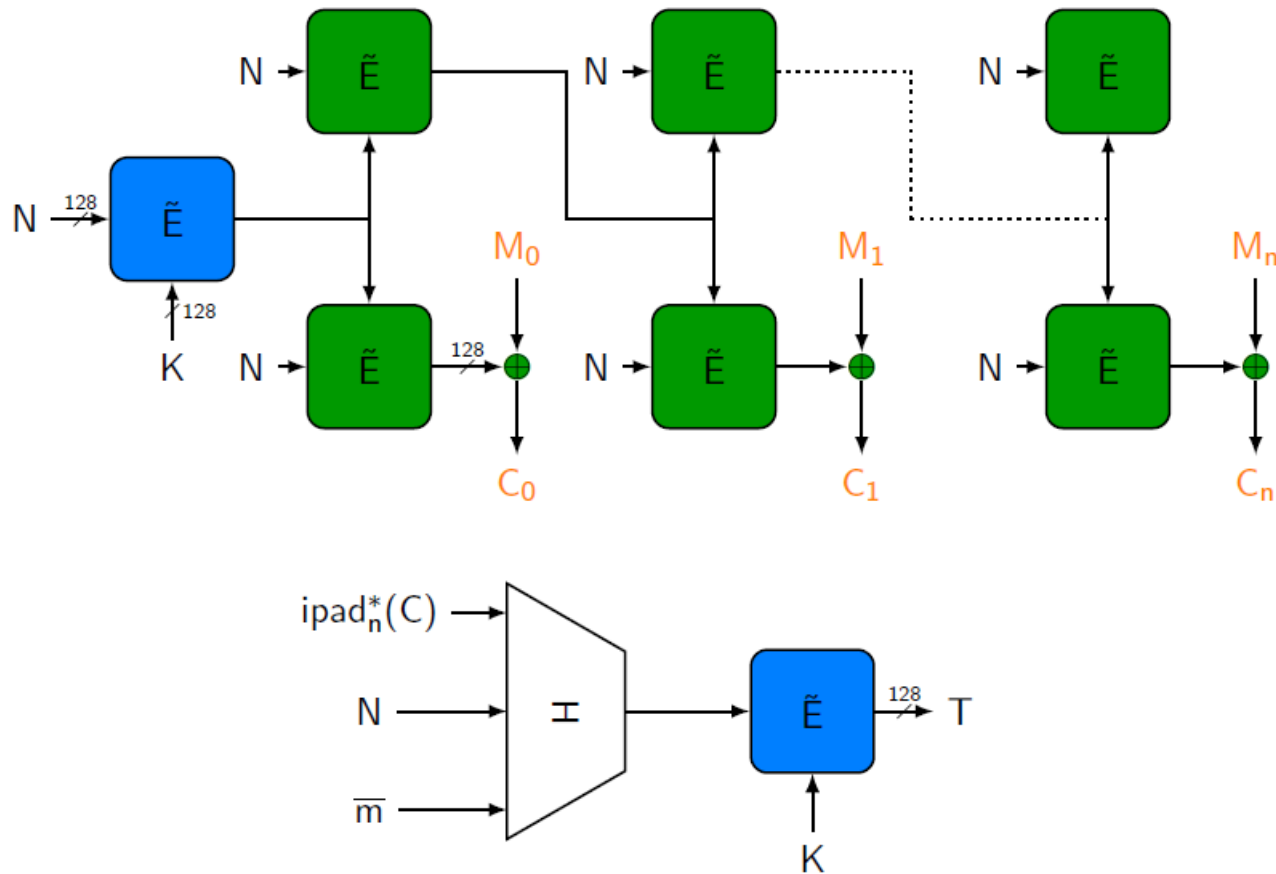 N Ẽ N Ẽ N Ẽ
N 128 Ẽ
128
K
M₀ M₁ Mₙ
N Ẽ 128 N Ẽ N Ẽ
C₀ C₁ Cₙ
ipad*ₙ(C)
N H Ẽ 128 T
m̅
K